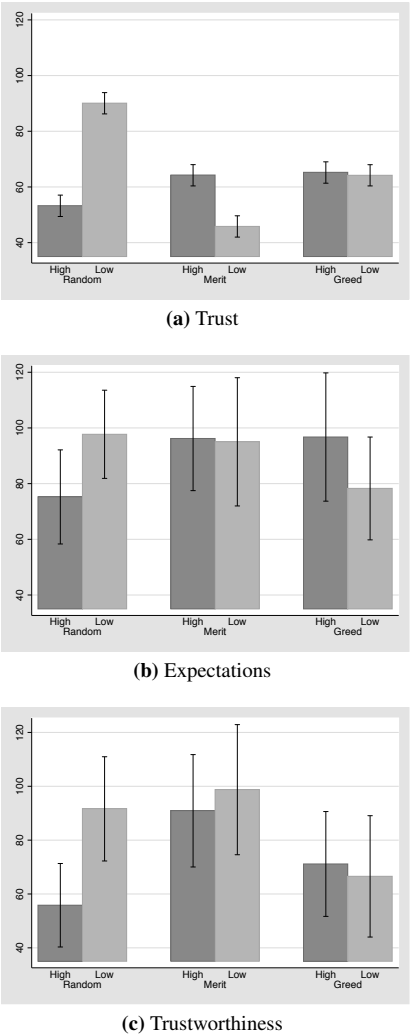 120
100
80
60
40
High Low High Low High Low
Random Merit Greed
(a) Trust
120
100
80
60
40
High Low High Low High Low
Random Merit Greed
(b) Expectations
120
100
80
60
40
High Low High Low High Low
Random Merit Greed
(c) Trustworthiness